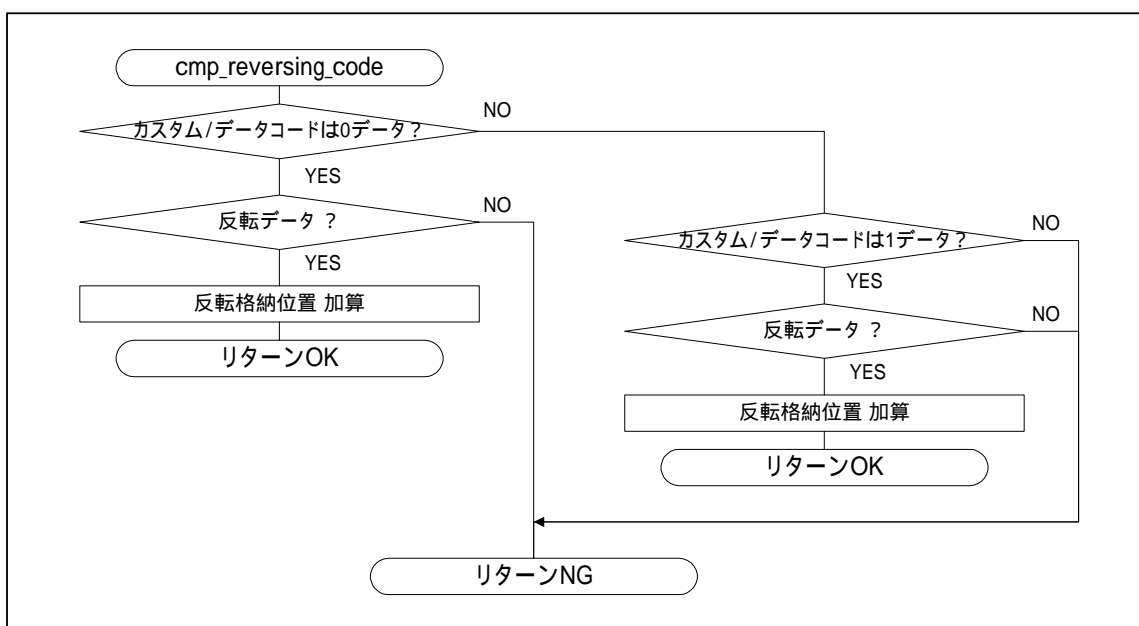 cmp_reversing_code
カスタム/データコードは0データ？
NO
YES
反転データ ？
NO
YES
反転格納位置 加算
リターンOK
カスタム/データコードは1データ？
NO
YES
反転データ ？
NO
YES
反転格納位置 加算
リターンOK
リターンNG